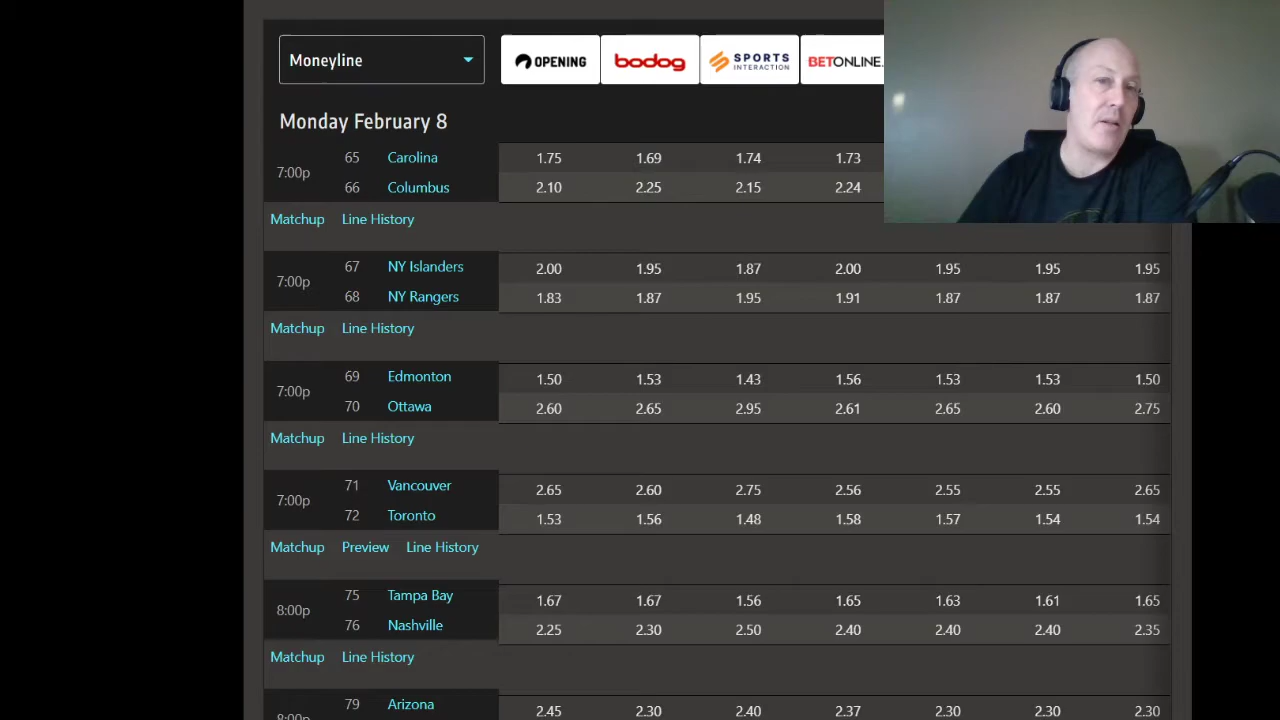 Moneyline OPENING bodog SPORTS INTERACTION BETONLINE.
Monday February 8
7:00p 65 Carolina 1.75 1.69 1.74 1.73
66 Columbus 2.10 2.25 2.15 2.24
Matchup Line History
7:00p 67 NY Islanders 2.00 1.95 1.87 2.00 1.95 1.95 1.95
68 NY Rangers 1.83 1.87 1.95 1.91 1.87 1.87 1.87
Matchup Line History
7:00p 69 Edmonton 1.50 1.53 1.43 1.56 1.53 1.53 1.50
70 Ottawa 2.60 2.65 2.95 2.61 2.65 2.60 2.75
Matchup Line History
7:00p 71 Vancouver 2.65 2.60 2.75 2.56 2.55 2.55 2.65
72 Toronto 1.53 1.56 1.48 1.58 1.57 1.54 1.54
Matchup Preview Line History
8:00p 75 Tampa Bay 1.67 1.67 1.56 1.65 1.63 1.61 1.65
76 Nashville 2.25 2.30 2.50 2.40 2.40 2.40 2.35
Matchup Line History
8:00p 79 Arizona 2.45 2.30 2.40 2.37 2.30 2.30 2.30